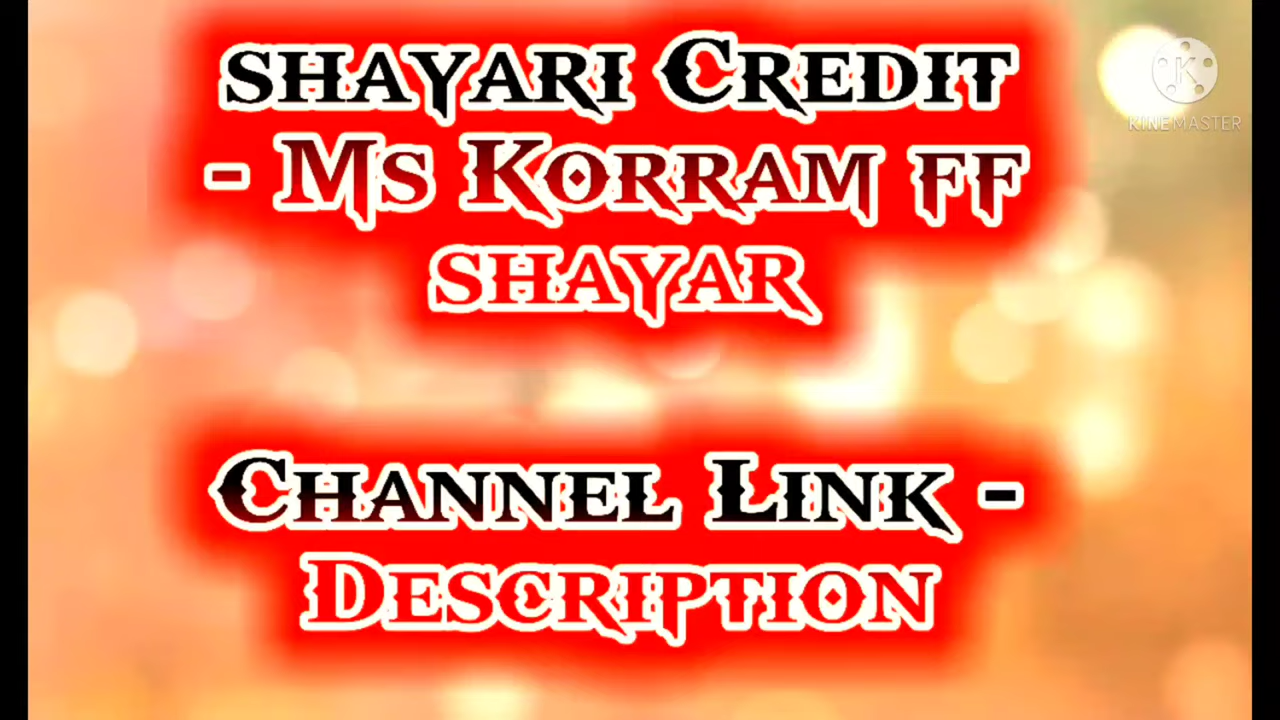 SHAYARI CREDIT
- MS KORRAM FF
SHAYAR
CHANNEL LINK -
DESCRIPTION
K
KINEMASTER